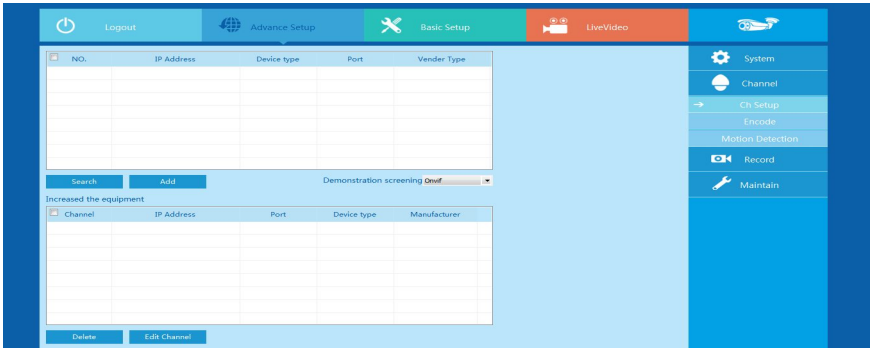 Logout Advance Setup Basic Setup LiveVideo
NO. IP Address Device type Port Vender Type
Search Add Demonstration screening Onvif
Increased the equipment
Channel IP Address Port Device type Manufacturer
Delete Edit Channel
System
Channel
Ch Setup
Encode
Motion Detection
Record
Maintain